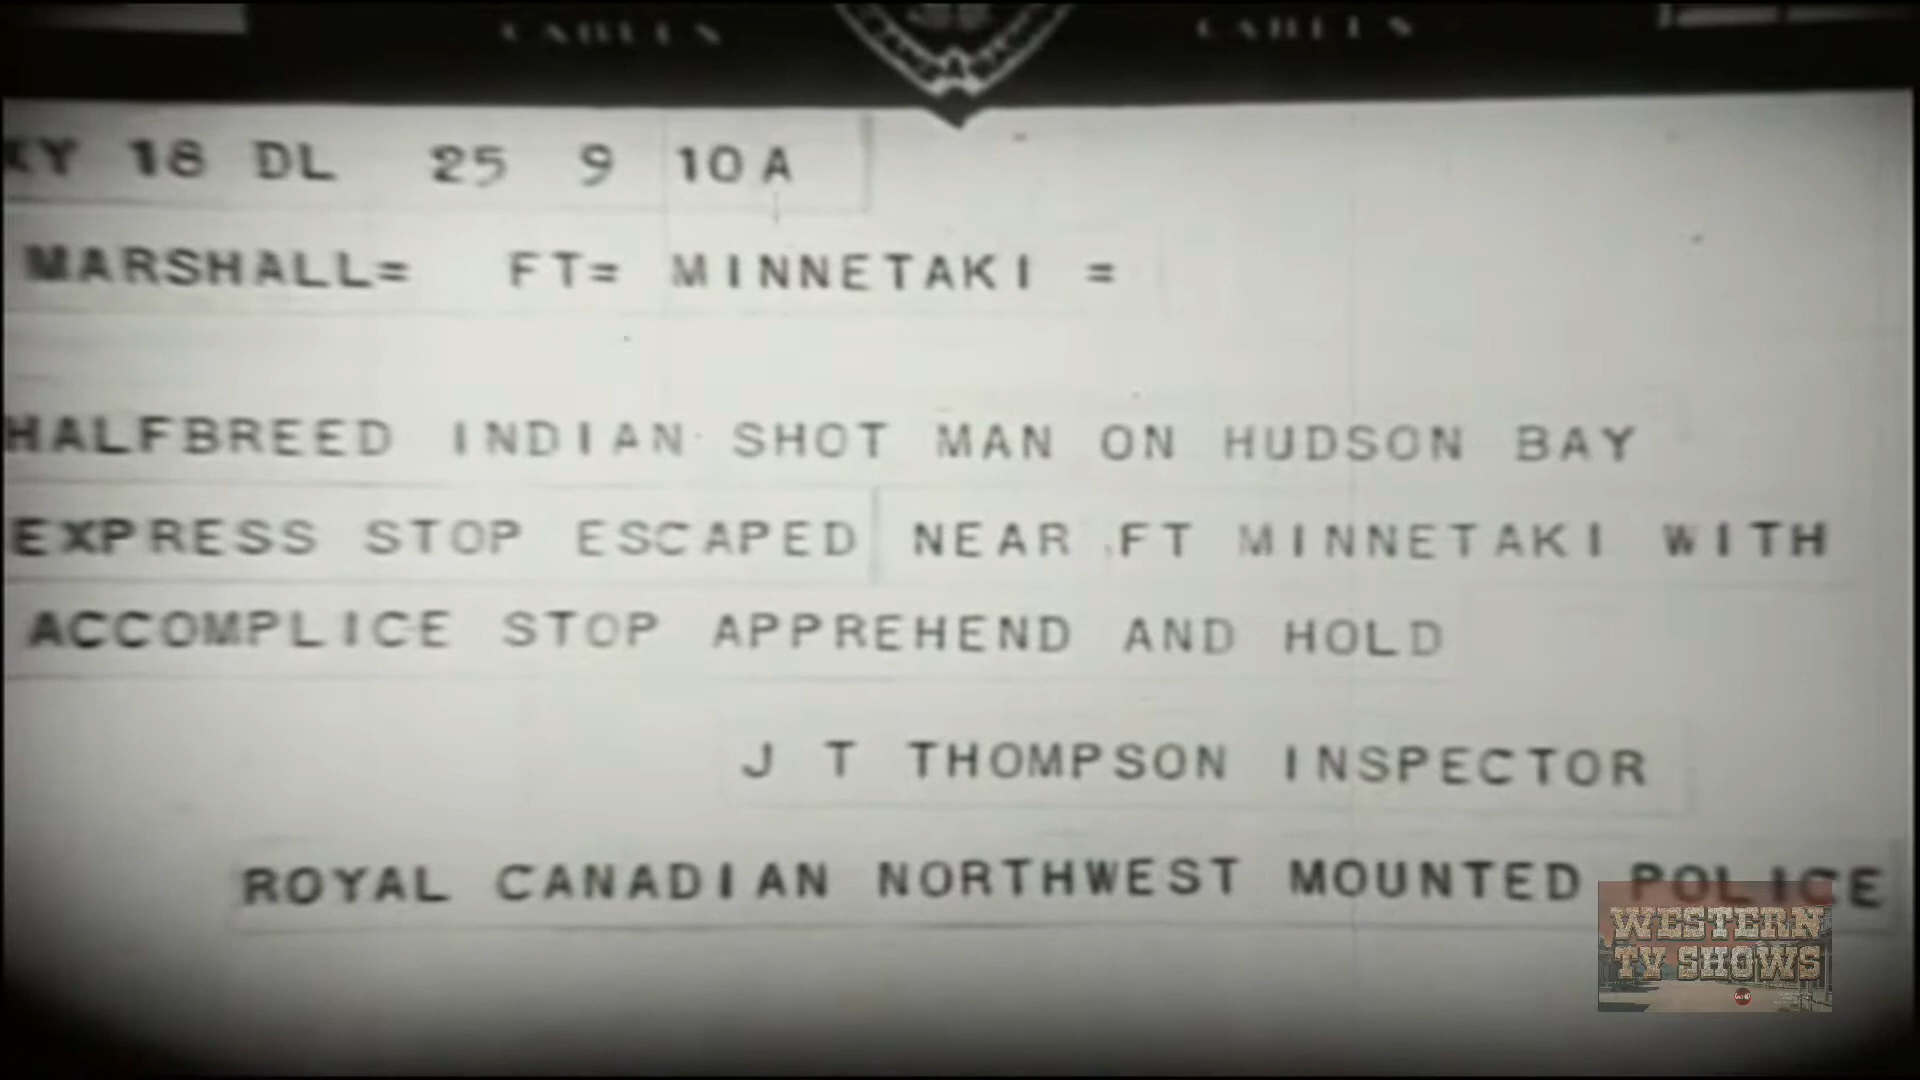 CABLES CABLES
KY 18 DL 25 9 10A
MARSHALL= FT= MINNETAKI =
HALFBREED INDIAN SHOT MAN ON HUDSON BAY
EXPRESS STOP ESCAPED NEAR FT MINNETAKI WITH
ACCOMPLICE STOP APPREHEND AND HOLD
J T THOMPSON INSPECTOR
ROYAL CANADIAN NORTHWEST MOUNTED POLICE
WESTERN
TV SHOWS